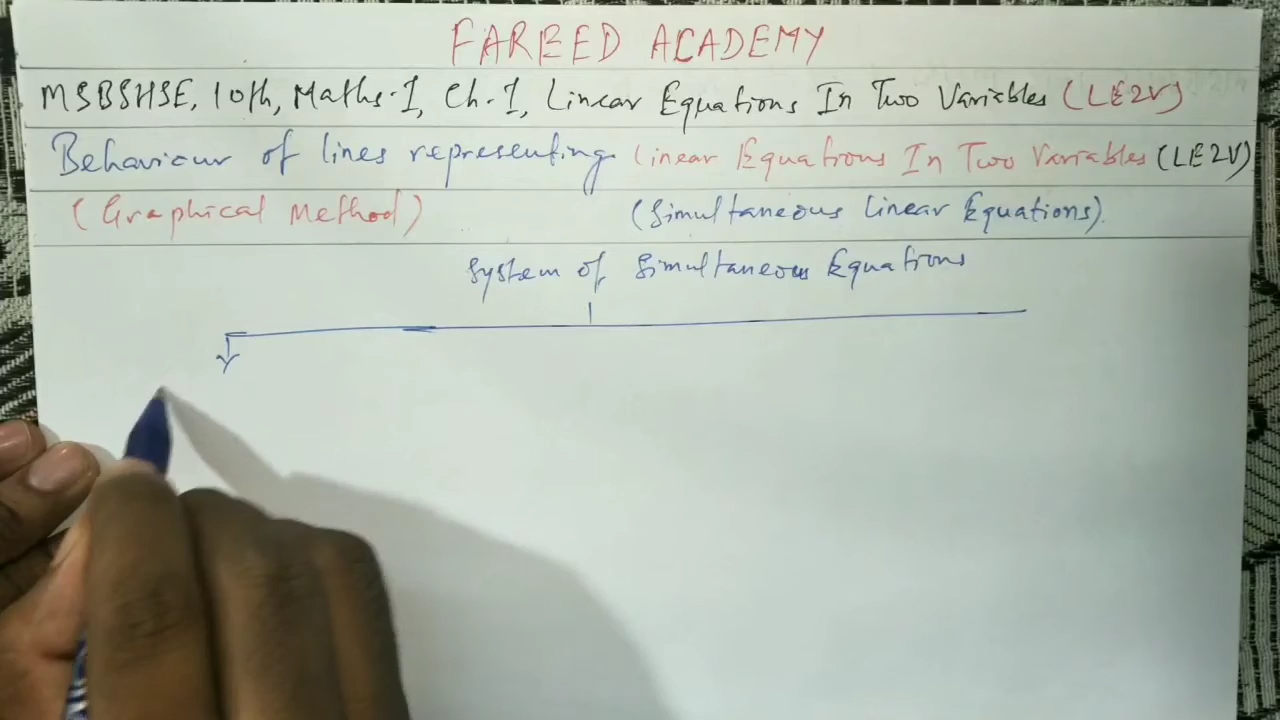 FAREED ACADEMY
MSBSHSE, 10th, Maths-I, Ch.I, Linear Equations In Two Variables (LE2V)
Behaviour of lines representing Linear Equations In Two Variables (LE2V)
(Graphical Method) (Simultaneous Linear Equations).
System of Simultaneous Equations